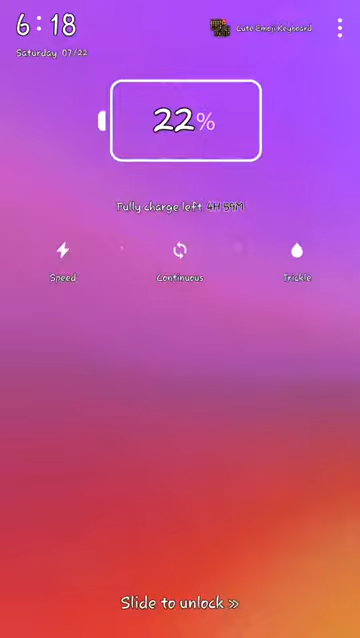 6:18
Cute Emoji Keyboard
Saturday, 07/22
22%
Fully charge left 4H 59M
Speed
Continuous
Trickle
Slide to unlock »